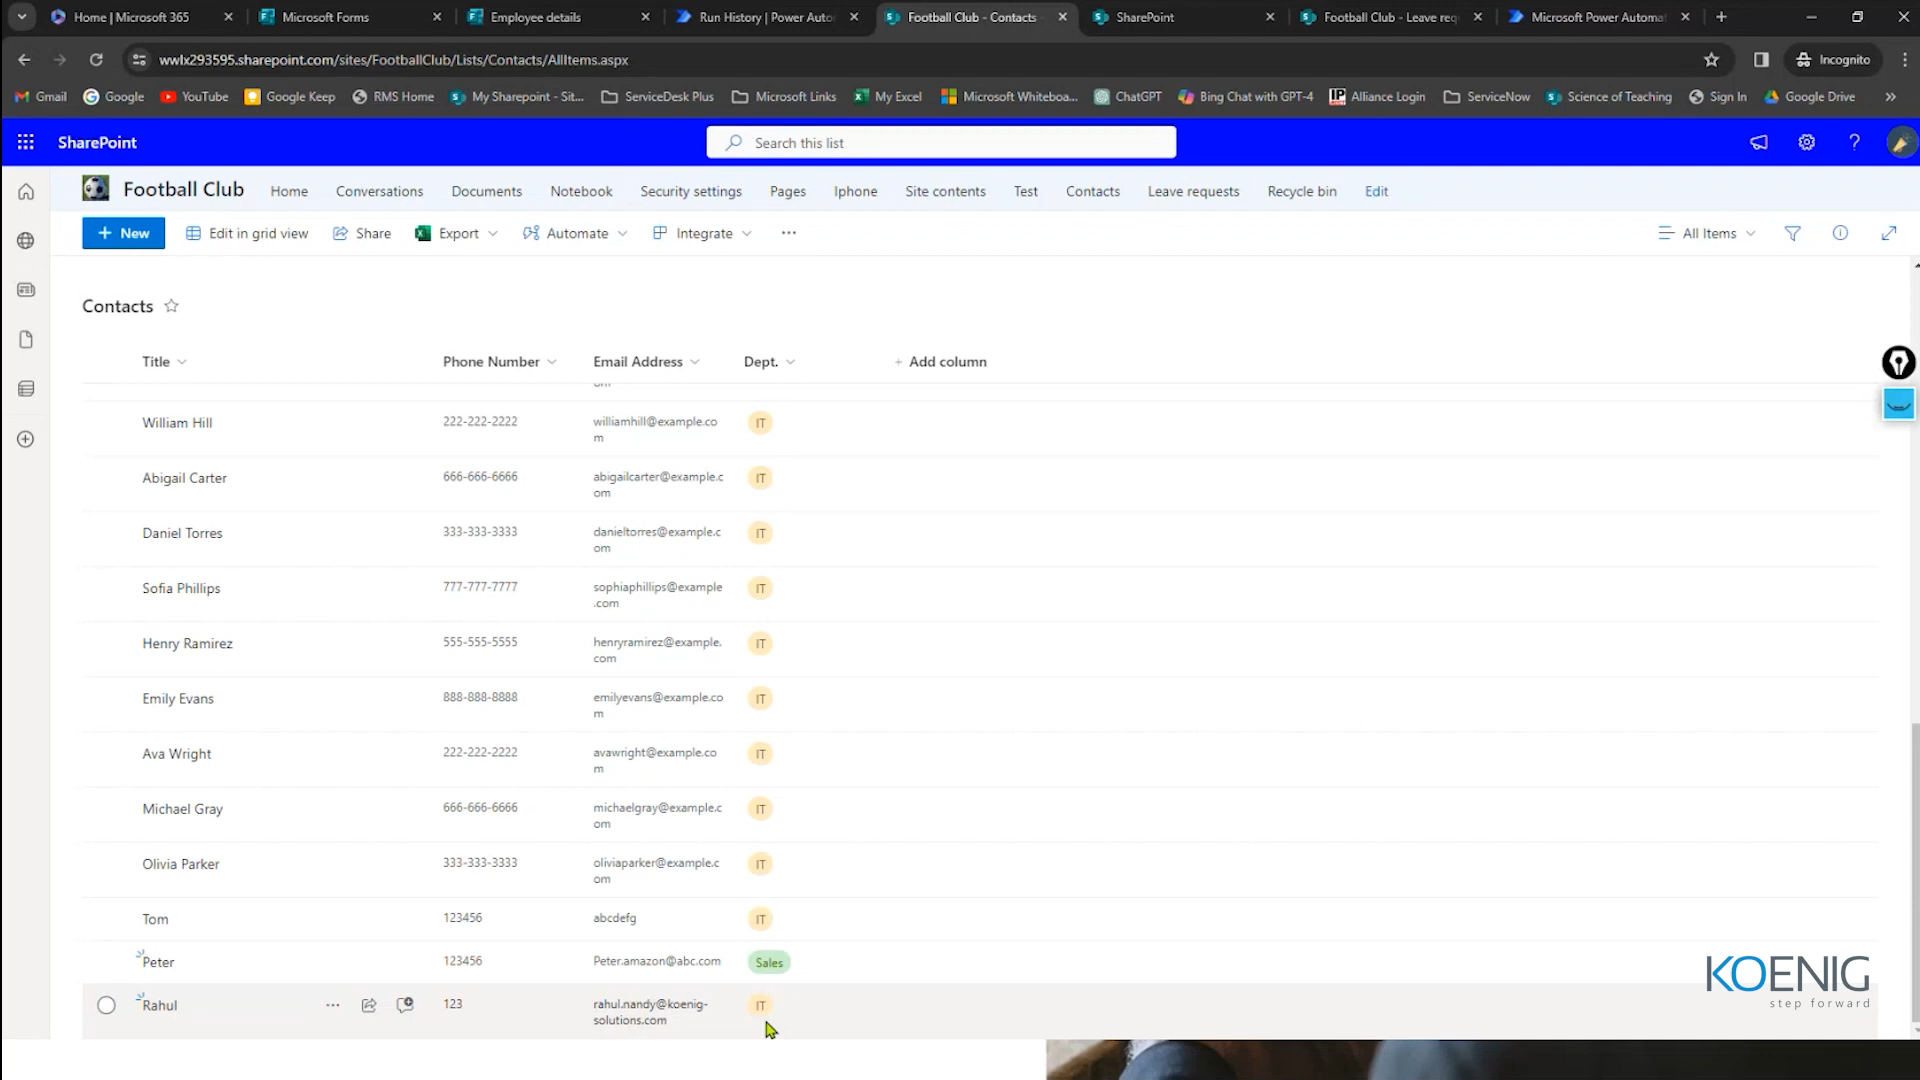 Home | Microsoft 365
Microsoft Forms
Employee details
Run History | Power Auto
Football Club - Contacts
SharePoint
Football Club - Leave req
Microsoft Power Automat
wwlx293595.sharepoint.com/sites/FootballClub/Lists/Contacts/AllItems.aspx
Incognito
Gmail
Google
YouTube
Google Keep
RMS Home
My Sharepoint - Sit...
ServiceDesk Plus
Microsoft Links
My Excel
Microsoft Whiteboa...
ChatGPT
Bing Chat with GPT-4
Alliance Login
ServiceNow
Science of Teaching
Sign In
Google Drive
SharePoint
Search this list
Football Club
Home
Conversations
Documents
Notebook
Security settings
Pages
Iphone
Site contents
Test
Contacts
Leave requests
Recycle bin
Edit
+ New
Edit in grid view
Share
Export
Automate
Integrate
...
All Items
Contacts
Title Phone Number Email Address Dept. + Add column
om
William Hill 222-222-2222 williamhill@example.co IT
m
Abigail Carter 666-666-6666 abigailcarter@example.c IT
om
Daniel Torres 333-333-3333 danieltorres@example.c IT
om
Sofia Phillips 777-777-7777 sophiaphillips@example IT
.com
Henry Ramirez 555-555-5555 henryramirez@example. IT
com
Emily Evans 888-888-8888 emilyevans@example.co IT
m
Ava Wright 222-222-2222 avawright@example.co IT
m
Michael Gray 666-666-6666 michaelgray@example.c IT
om
Olivia Parker 333-333-3333 oliviaparker@example.c IT
om
Tom 123456 abcdefg IT
Peter 123456 Peter.amazon@abc.com Sales
Rahul 123 rahul.nandy@koenig- IT
solutions.com
KOENIG
step forward